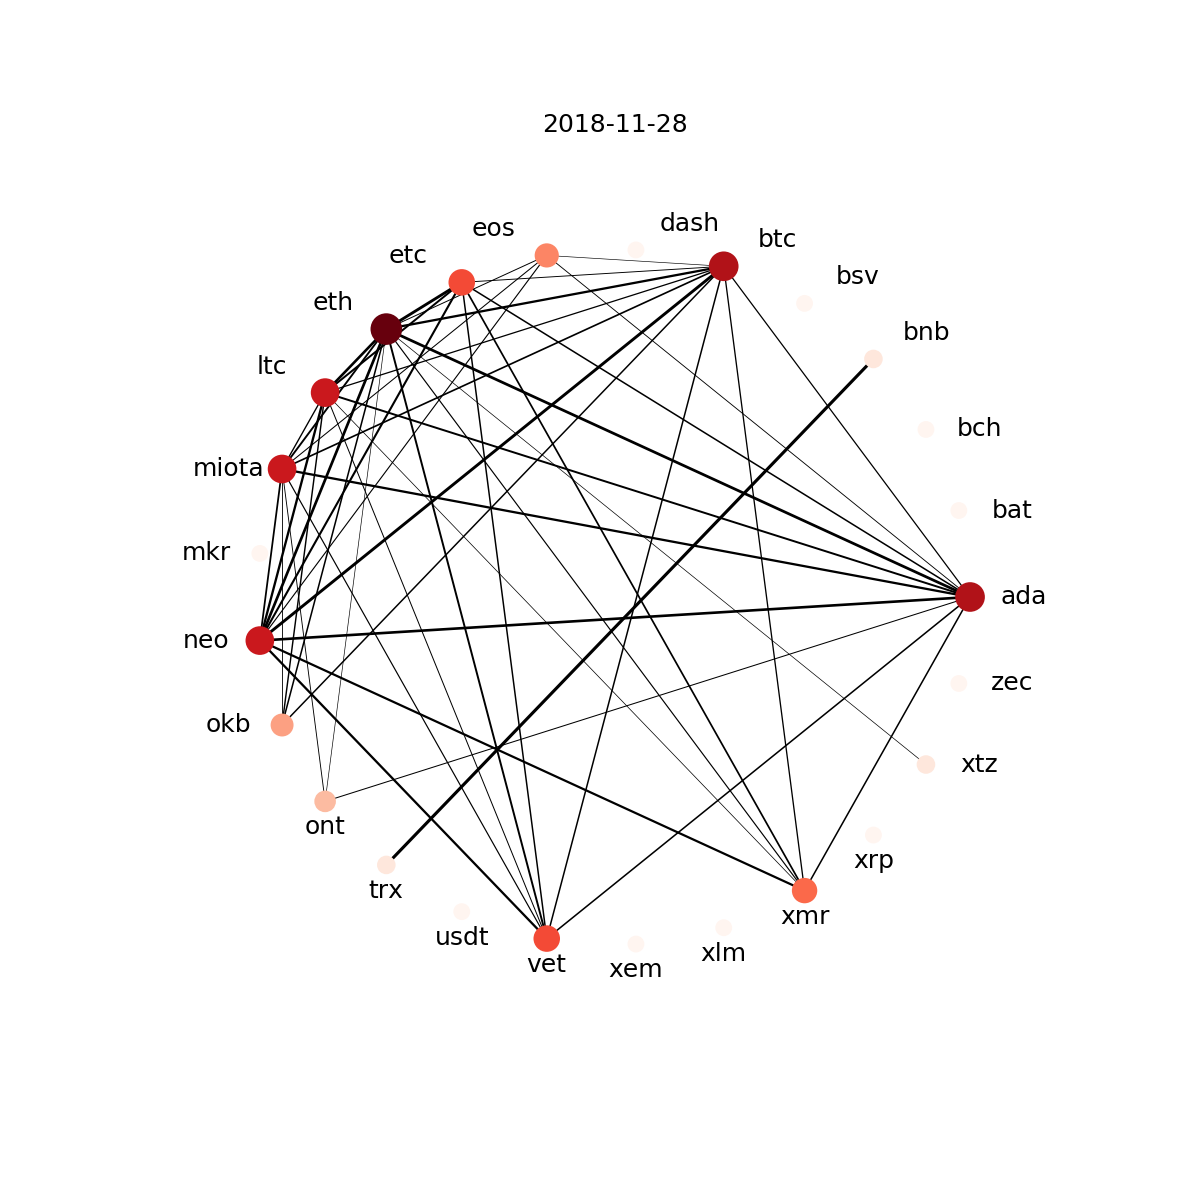 2018-11-28
dash
eos
btc
etc
bsv
eth
bnb
ltc
bch
miota
bat
mkr
ada
neo
zec
okb
xtz
ont
xrp
trx
xmr
usdt
xlm
vet
xem